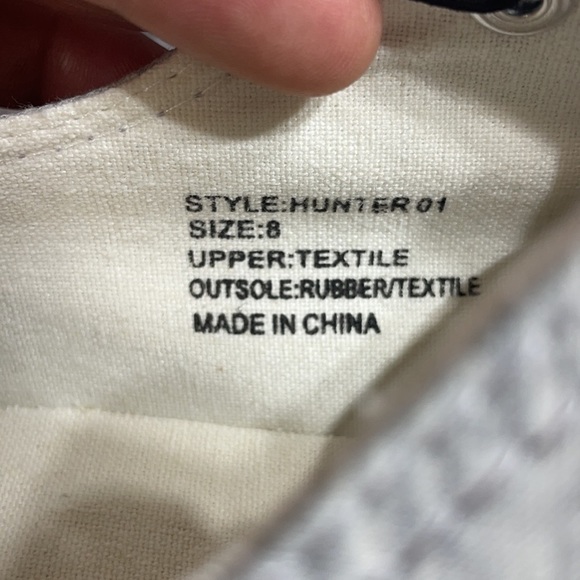 STYLE:HUNTER 01
SIZE:8
UPPER:TEXTILE
OUTSOLE:RUBBER/TEXTILE
MADE IN CHINA